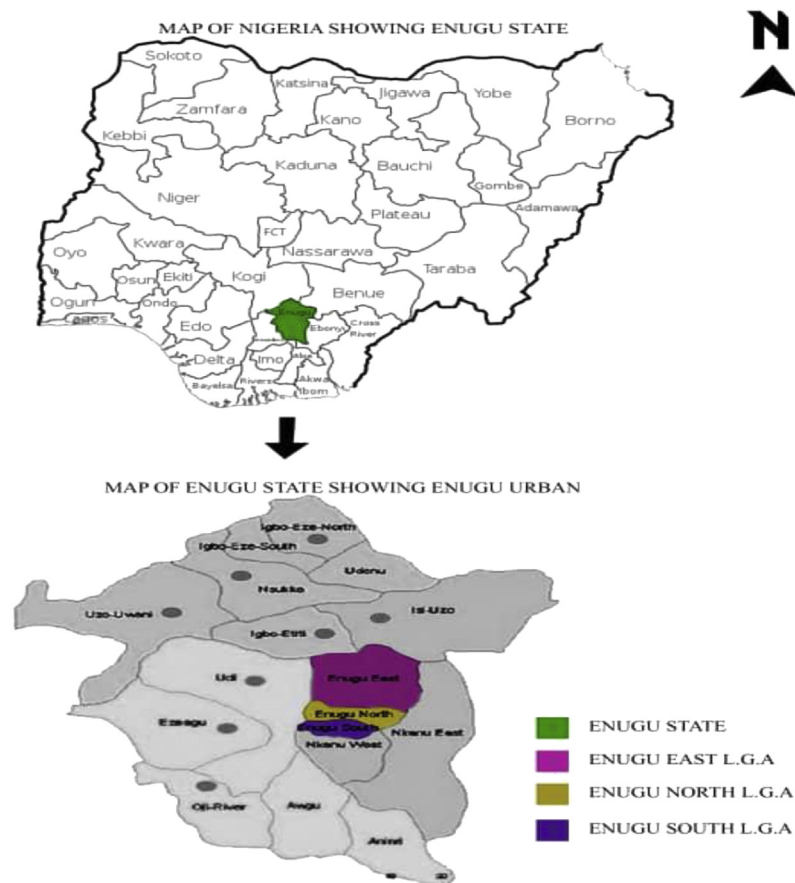 MAP OF NIGERIA SHOWING ENUGU STATE
N
Sokoto
Katsina
Jigawa
Yobe
Zamfara
Kano
Borno
Kebbi
Kaduna
Bauchi
Gombe
Niger
Adamawa
Plateau
FCT
Kwara
Nassarawa
Oyo
Taraba
Kogi
Osun
Ekiti
Benue
Ogun
Ondo
Enugu
Lagos
Edo
Ebonyi
Cross
River
Delta
Imo
Abia
Bayelsa
Rivers
Akwa
Ibom
MAP OF ENUGU STATE SHOWING ENUGU URBAN
Igbo-Eze-North
Igbo-Eze-South
Udenu
Nsukka
Uzo-Uwani
Isi-Uzo
Igbo-Etiti
Udi
Enugu East
Enugu North
Ezeagu
Enugu South
Nkanu East
Nkanu West
Oji-River
Awgu
Aninri
ENUGU STATE
ENUGU EAST L.G.A
ENUGU NORTH L.G.A
ENUGU SOUTH L.G.A